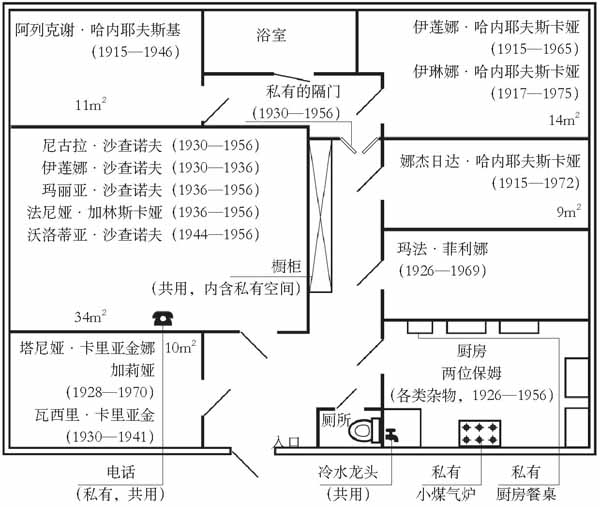 阿列克谢·哈内耶夫斯基
(1915—1946)
11m²
浴室
伊莲娜·哈内耶夫斯卡娅
(1915—1965)
伊琳娜·哈内耶夫斯卡娅
(1917—1975)
14m²
私有的隔门
(1930—1956)
尼古拉·沙查诺夫 (1930—1956)
伊莲娜·沙查诺夫 (1930—1936)
玛丽亚·沙查诺夫 (1936—1956)
法尼娅·加林斯卡娅 (1936—1956)
沃洛蒂亚·沙查诺夫 (1944—1956)
34m²
娜杰日达·哈内耶夫斯卡娅
(1915—1972)
9m²
橱柜
(共用，内含私有空间)
玛法·菲利娜
(1926—1969)
塔尼娅·卡里亚金娜
10m²
加莉娅
(1928—1970)
瓦西里·卡里亚金
(1930—1941)
厨房
两位保姆
(各类杂物，1926—1956)
厕所
入口
电话
(私有，共用)
冷水龙头
(共用)
私有
小煤气炉
私有
厨房餐桌